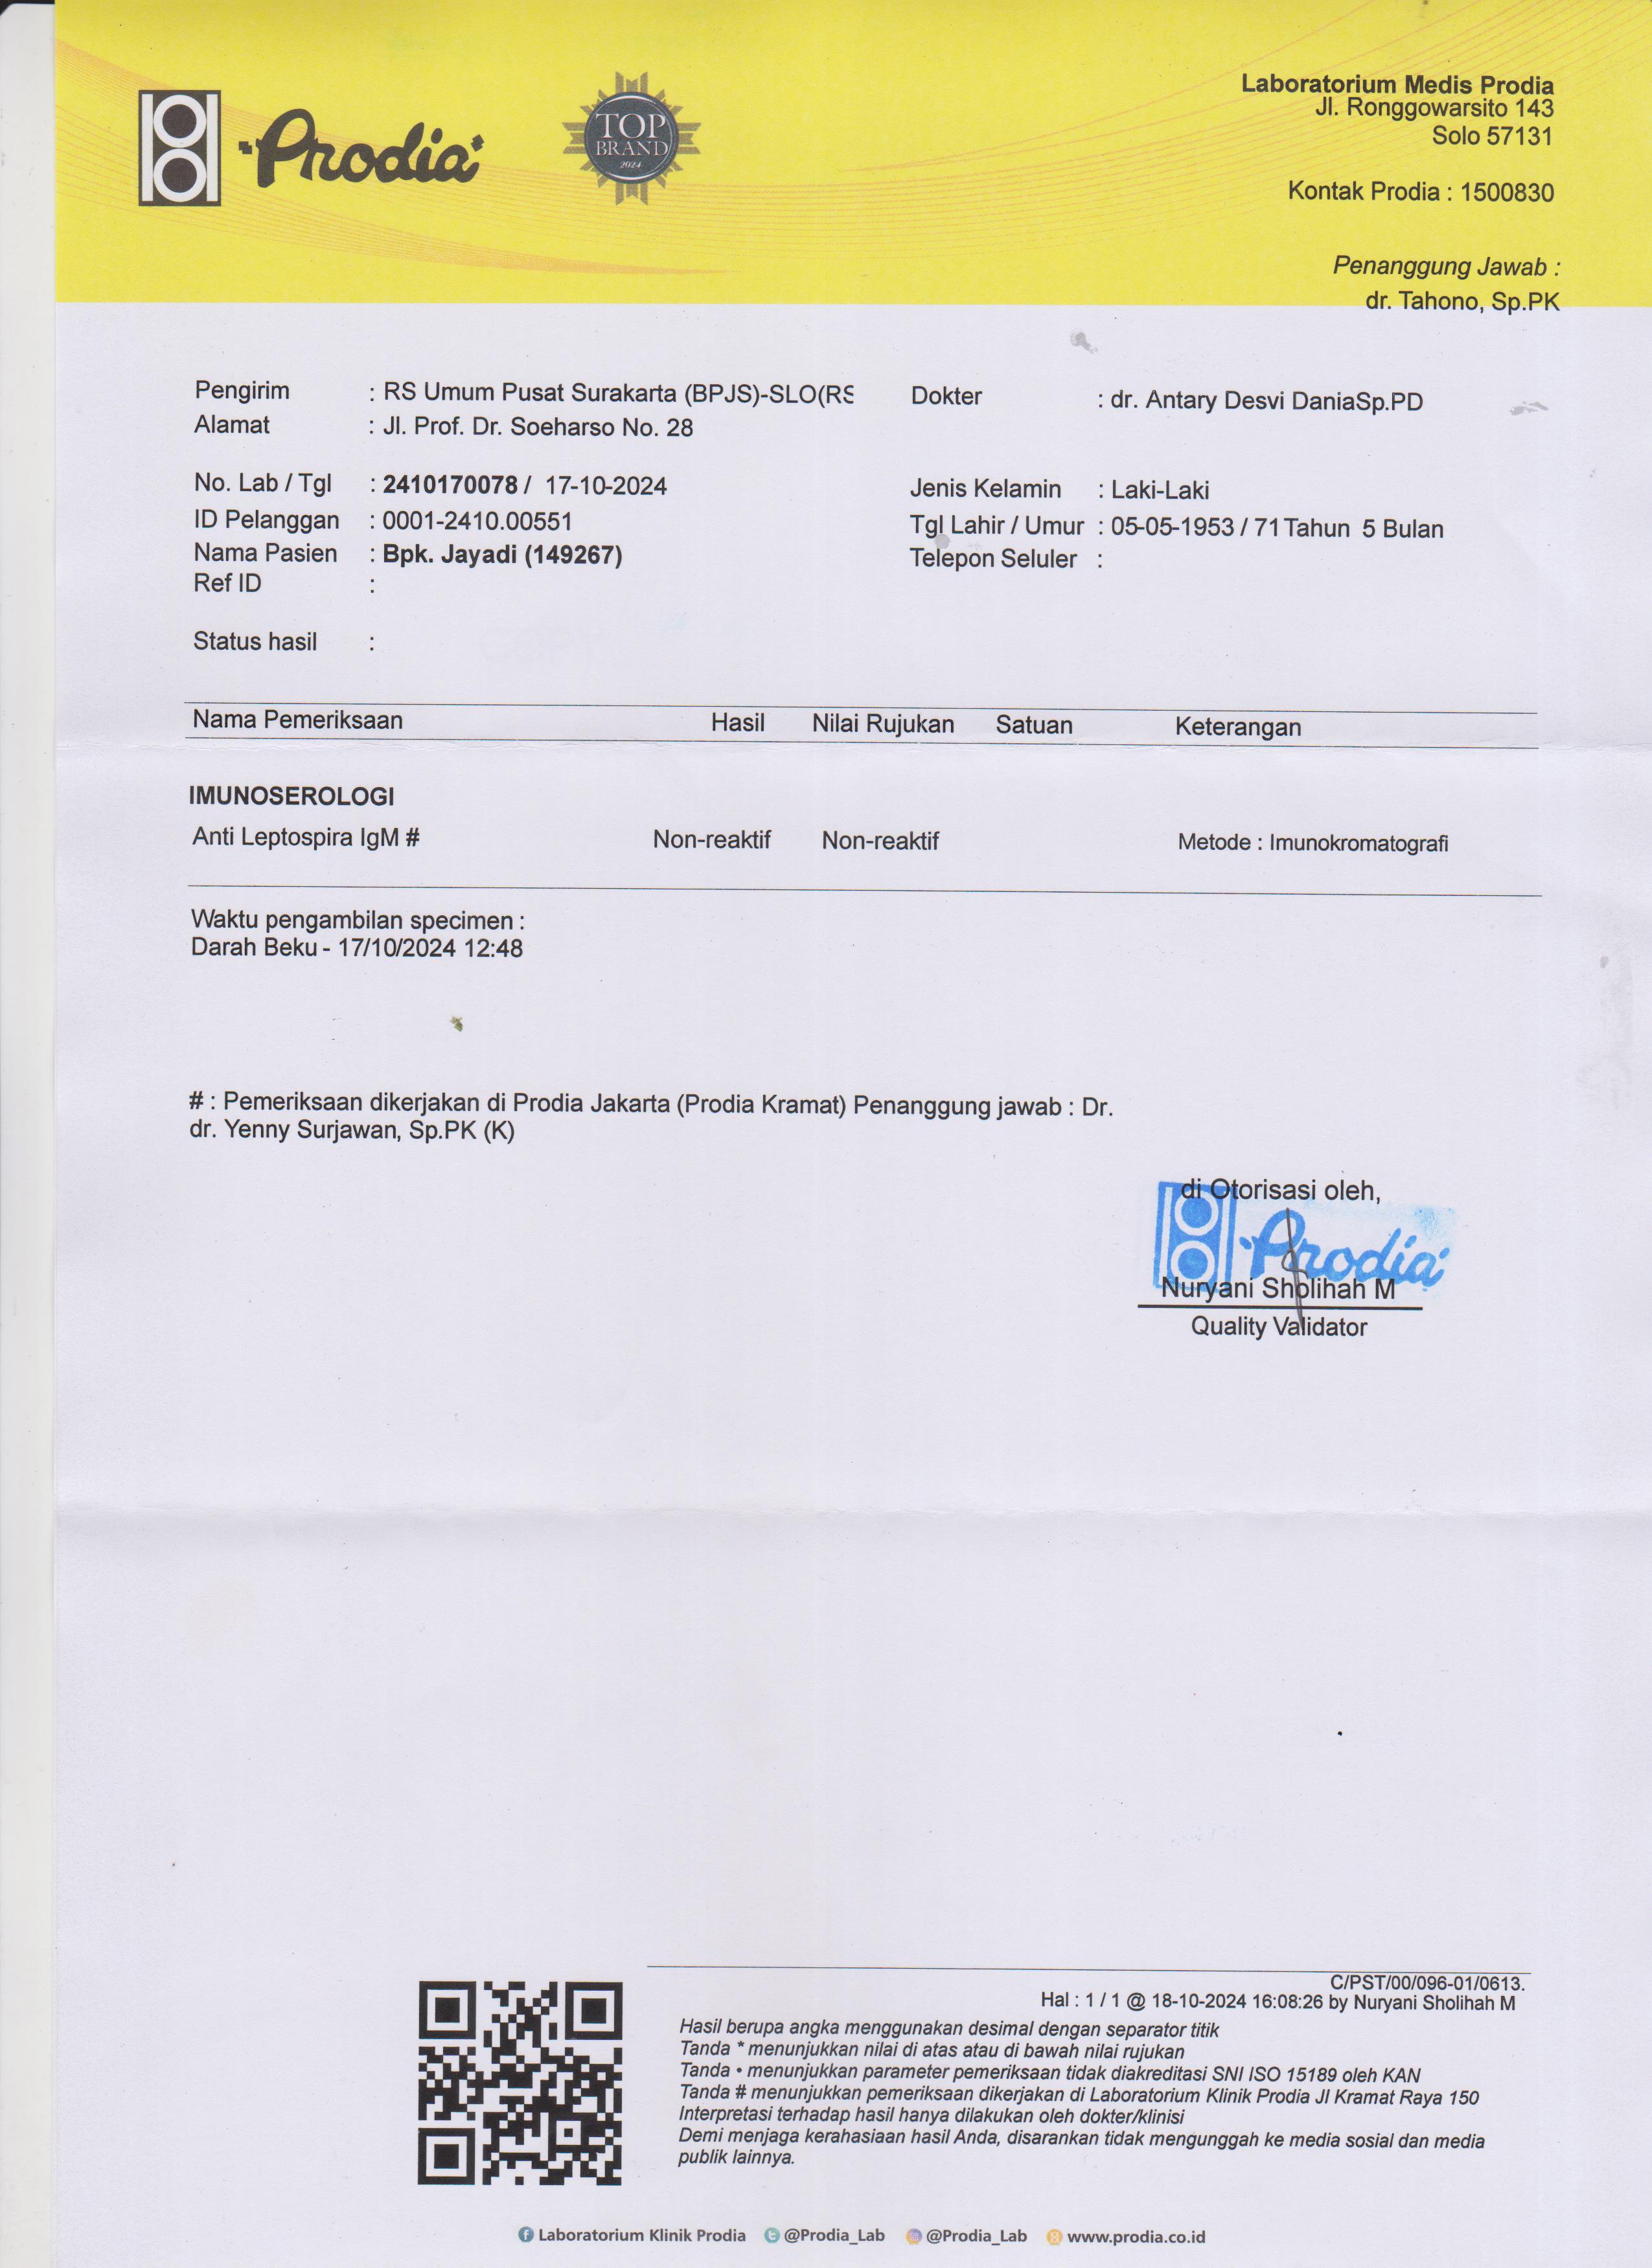 Prodia
TOP
BRAND
2024
Laboratorium Medis Prodia
Jl. Ronggowarsito 143
Solo 57131
Kontak Prodia : 1500830
Penanggung Jawab :
dr. Tahono, Sp.PK
Pengirim : RS Umum Pusat Surakarta (BPJS)-SLO(RS
Alamat : Jl. Prof. Dr. Soeharso No. 28
Dokter : dr. Antary Desvi DaniaSp.PD
No. Lab / Tgl : 2410170078 / 17-10-2024
ID Pelanggan : 0001-2410.00551
Nama Pasien : Bpk. Jayadi (149267)
Ref ID :
Jenis Kelamin : Laki-Laki
Tgl Lahir / Umur : 05-05-1953 / 71 Tahun 5 Bulan
Telepon Seluler :
Status hasil :
Nama Pemeriksaan Hasil Nilai Rujukan Satuan Keterangan
IMUNOSEROLOGI
Anti Leptospira IgM # Non-reaktif Non-reaktif Metode : Imunokromatografi
Waktu pengambilan specimen :
Darah Beku - 17/10/2024 12:48
# : Pemeriksaan dikerjakan di Prodia Jakarta (Prodia Kramat) Penanggung jawab : Dr.
dr. Yenny Surjawan, Sp.PK (K)
di Otorisasi oleh,
Prodia
Nuryani Sholihah M
Quality Validator
C/PST/00/096-01/0613.
Hal : 1 / 1 @ 18-10-2024 16:08:26 by Nuryani Sholihah M
Hasil berupa angka menggunakan desimal dengan separator titik
Tanda * menunjukkan nilai di atas atau di bawah nilai rujukan
Tanda • menunjukkan parameter pemeriksaan tidak diakreditasi SNI ISO 15189 oleh KAN
Tanda # menunjukkan pemeriksaan dikerjakan di Laboratorium Klinik Prodia Jl Kramat Raya 150
Interpretasi terhadap hasil hanya dilakukan oleh dokter/klinisi
Demi menjaga kerahasiaan hasil Anda, disarankan tidak mengunggah ke media sosial dan media
publik lainnya.
Laboratorium Klinik Prodia @Prodia_Lab @Prodia_Lab www.prodia.co.id